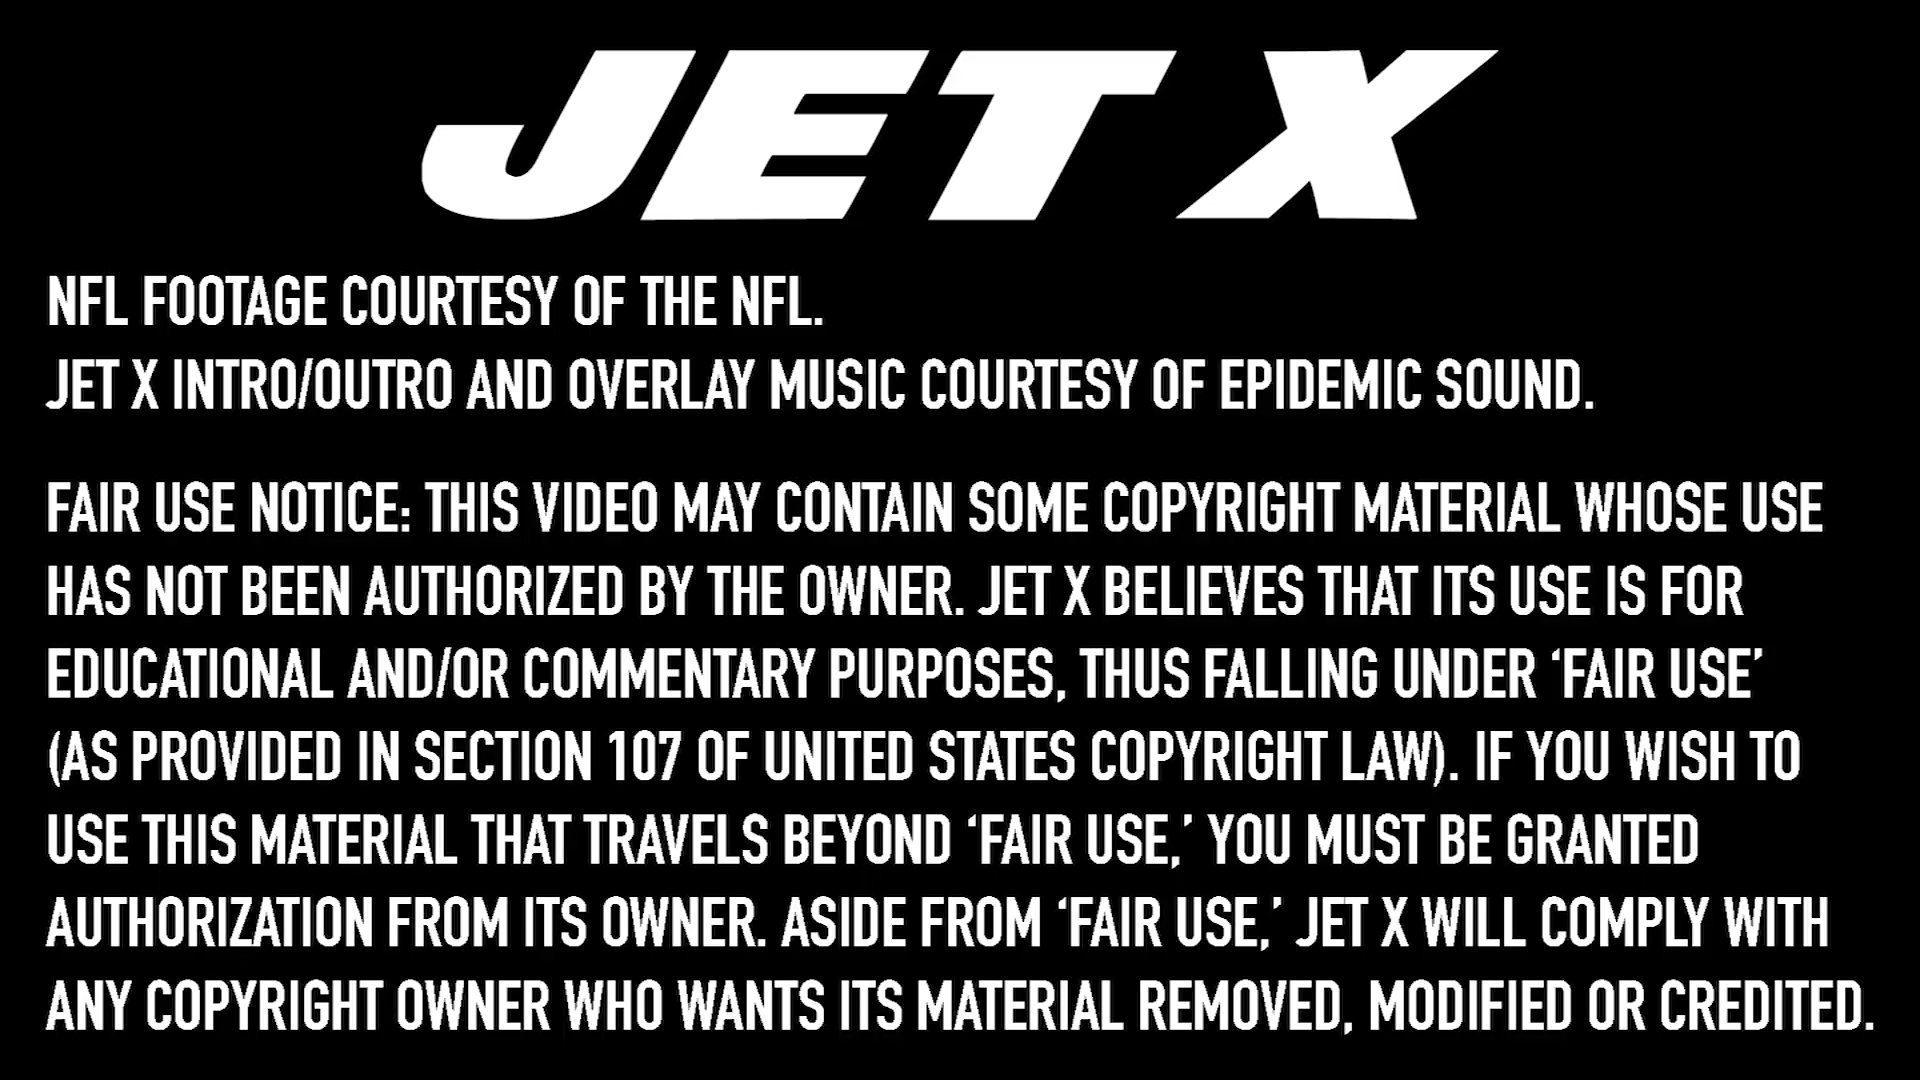 JET X
NFL FOOTAGE COURTESY OF THE NFL.
JET X INTRO/OUTRO AND OVERLAY MUSIC COURTESY OF EPIDEMIC SOUND.
FAIR USE NOTICE: THIS VIDEO MAY CONTAIN SOME COPYRIGHT MATERIAL WHOSE USE
HAS NOT BEEN AUTHORIZED BY THE OWNER. JET X BELIEVES THAT ITS USE IS FOR
EDUCATIONAL AND/OR COMMENTARY PURPOSES, THUS FALLING UNDER ‘FAIR USE’
(AS PROVIDED IN SECTION 107 OF UNITED STATES COPYRIGHT LAW). IF YOU WISH TO
USE THIS MATERIAL THAT TRAVELS BEYOND ‘FAIR USE,’ YOU MUST BE GRANTED
AUTHORIZATION FROM ITS OWNER. ASIDE FROM ‘FAIR USE,’ JET X WILL COMPLY WITH
ANY COPYRIGHT OWNER WHO WANTS ITS MATERIAL REMOVED, MODIFIED OR CREDITED.